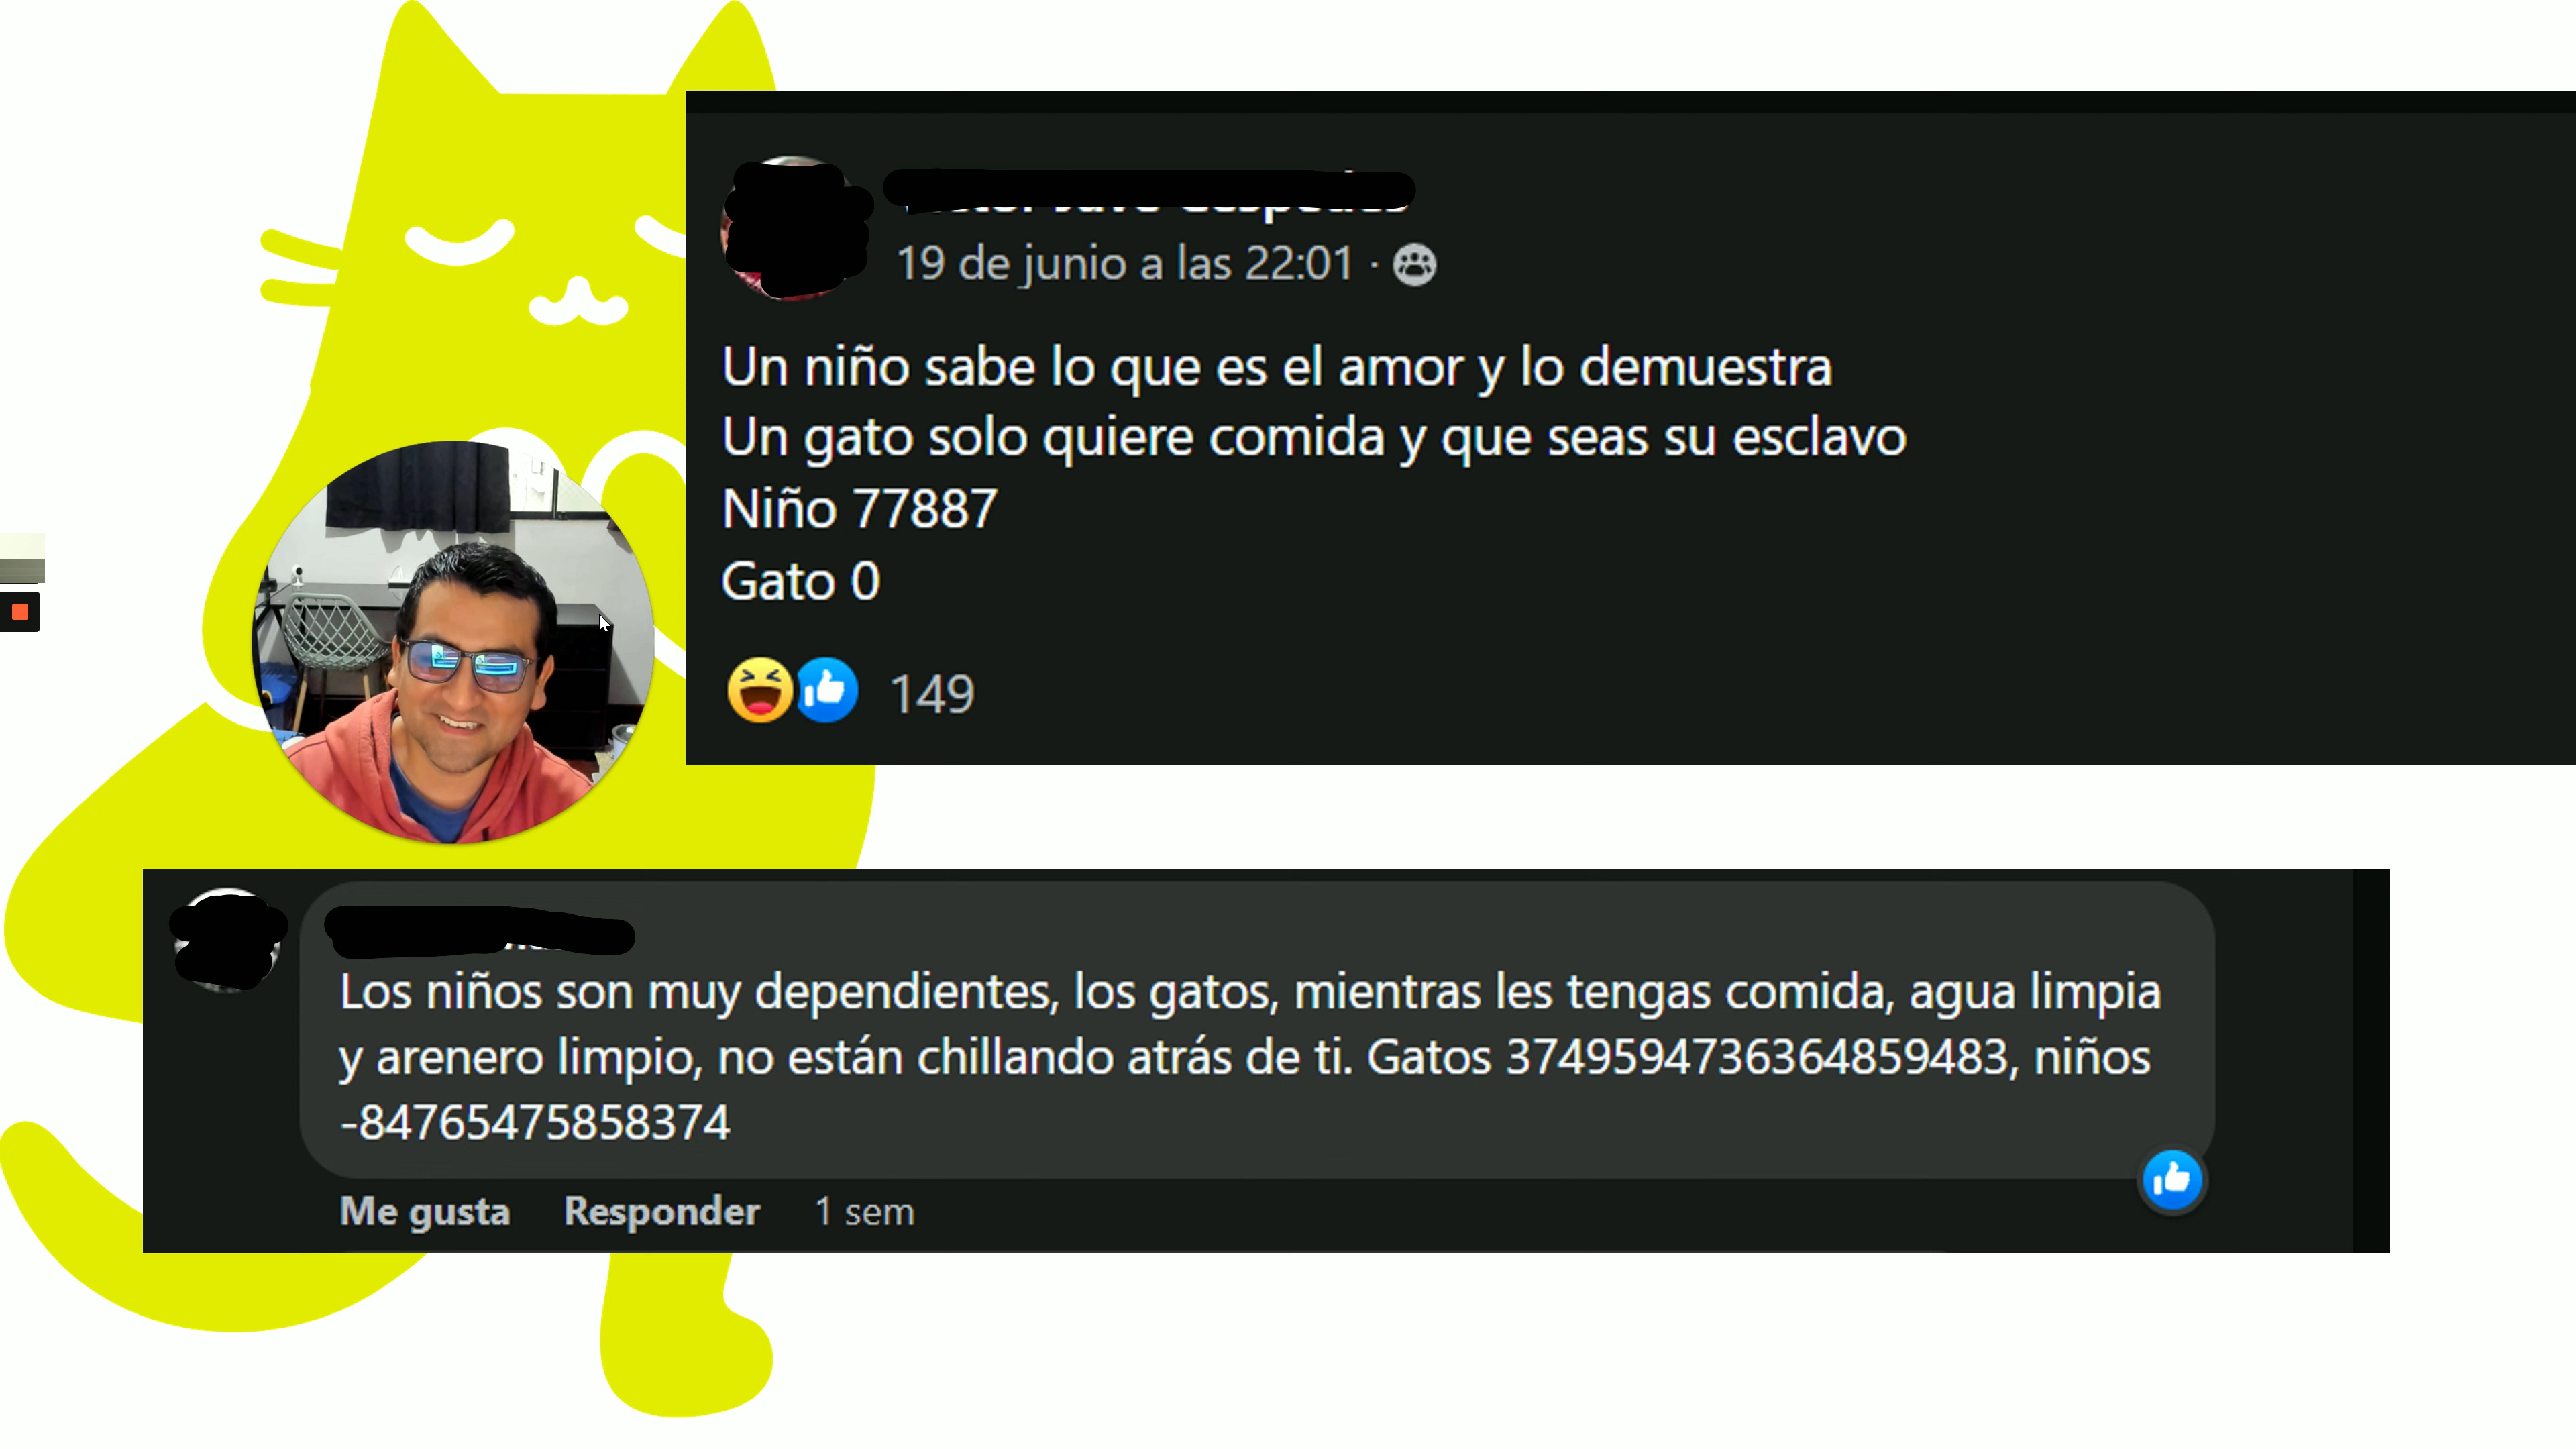 19 de junio a las 22:01 ·
Un niño sabe lo que es el amor y lo demuestra
Un gato solo quiere comida y que seas su esclavo
Niño 77887
Gato 0
149
Los niños son muy dependientes, los gatos, mientras les tengas comida, agua limpia
y arenero limpio, no están chillando atrás de ti. Gatos 3749594736364859483, niños
-84765475858374
Me gusta Responder 1 sem